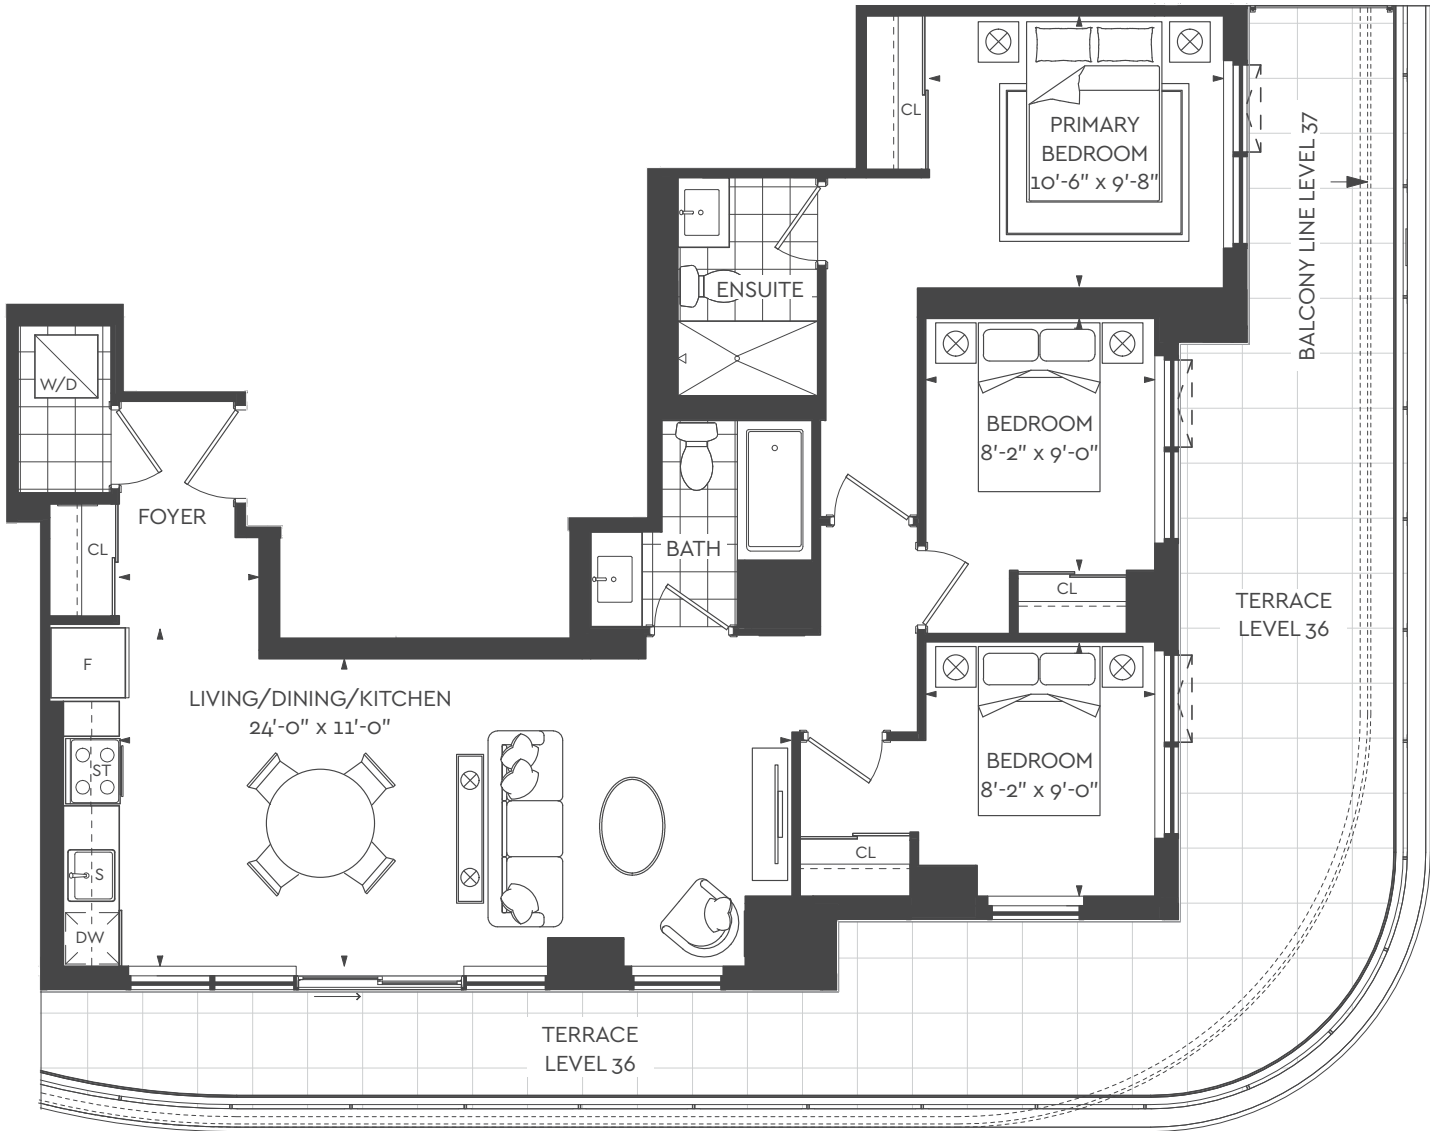 CL
PRIMARY
BEDROOM
10'-6" x 9'-8"
BALCONY LINE LEVEL 37
ENSUITE
W/D
BEDROOM
8'-2" x 9'-0"
FOYER
CL
BATH
CL
TERRACE
LEVEL 36
F
LIVING/DINING/KITCHEN
24'-0" x 11'-0"
ST
BEDROOM
8'-2" x 9'-0"
CL
S
DW
TERRACE
LEVEL 36